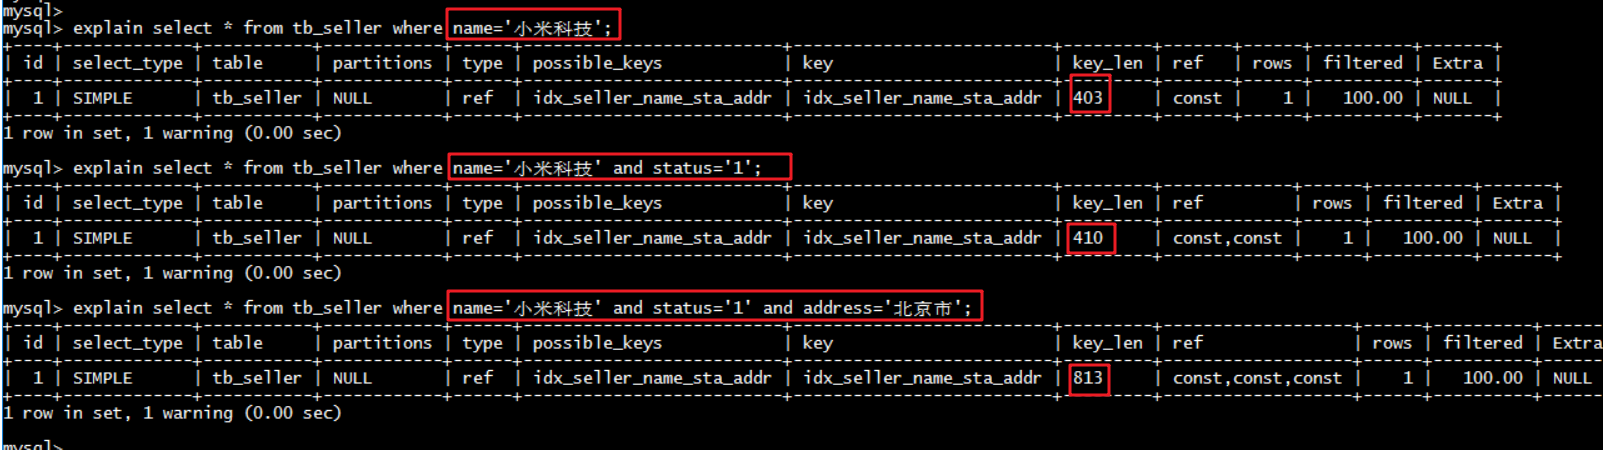 mysql>
mysql> explain select * from tb_seller where name='小米科技';
+----+-------------+-----------+------------+------+--------------------------+--------------------------+---------+-------+------+----------+-------+
| id | select_type | table | partitions | type | possible_keys | key | key_len | ref | rows | filtered | Extra |
+----+-------------+-----------+------------+------+--------------------------+--------------------------+---------+-------+------+----------+-------+
| 1 | SIMPLE | tb_seller | NULL | ref | idx_seller_name_sta_addr | idx_seller_name_sta_addr | 403 | const | 1 | 100.00 | NULL |
+----+-------------+-----------+------------+------+--------------------------+--------------------------+---------+-------+------+----------+-------+
1 row in set, 1 warning (0.00 sec)
mysql> explain select * from tb_seller where name='小米科技' and status='1';
+----+-------------+-----------+------------+------+--------------------------+--------------------------+---------+-------------+------+----------+-------+
| id | select_type | table | partitions | type | possible_keys | key | key_len | ref | rows | filtered | Extra |
+----+-------------+-----------+------------+------+--------------------------+--------------------------+---------+-------------+------+----------+-------+
| 1 | SIMPLE | tb_seller | NULL | ref | idx_seller_name_sta_addr | idx_seller_name_sta_addr | 410 | const,const | 1 | 100.00 | NULL |
+----+-------------+-----------+------------+------+--------------------------+--------------------------+---------+-------------+------+----------+-------+
1 row in set, 1 warning (0.00 sec)
mysql> explain select * from tb_seller where name='小米科技' and status='1' and address='北京市';
+----+-------------+-----------+------------+------+--------------------------+--------------------------+---------+-------------------+------+----------+------
| id | select_type | table | partitions | type | possible_keys | key | key_len | ref | rows | filtered | Extra
+----+-------------+-----------+------------+------+--------------------------+--------------------------+---------+-------------------+------+----------+------
| 1 | SIMPLE | tb_seller | NULL | ref | idx_seller_name_sta_addr | idx_seller_name_sta_addr | 813 | const,const,const | 1 | 100.00 | NULL
+----+-------------+-----------+------------+------+--------------------------+--------------------------+---------+-------------------+------+----------+------
1 row in set, 1 warning (0.00 sec)
mysql>